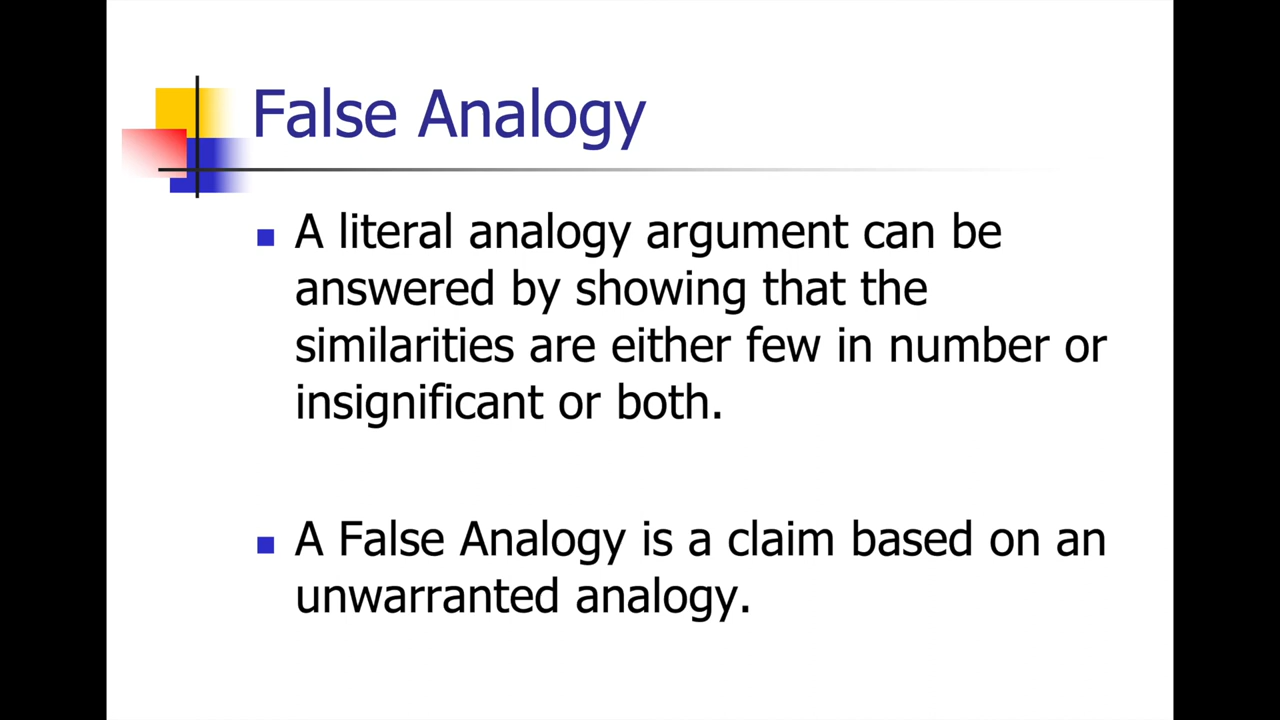 False Analogy
A literal analogy argument can be
answered by showing that the
similarities are either few in number or
insignificant or both.
A False Analogy is a claim based on an
unwarranted analogy.